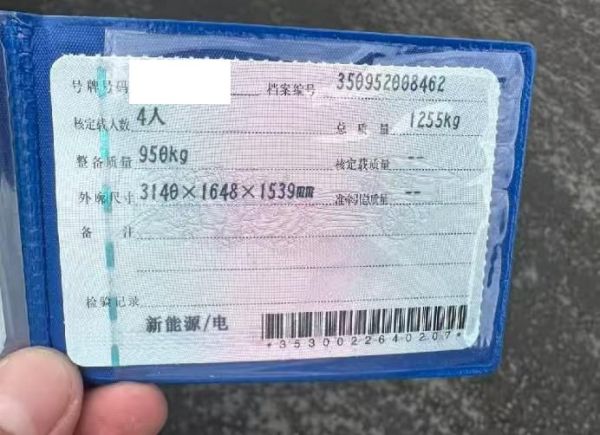 号牌号码 档案编号 350952008462
核定载人数 4人 总质量 1255kg
整备质量 950kg 核定载质量 --
外廓尺寸 3140×1648×1539mm 准牵引总质量 --
备注
检验记录
新能源/电
*3530022640207*